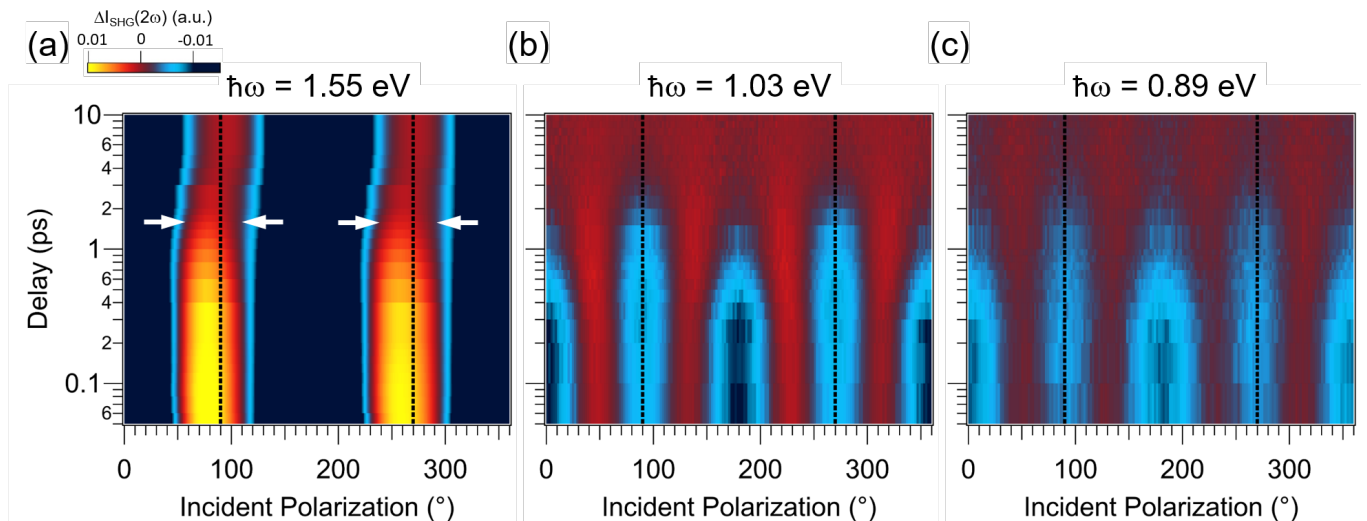 (a)
ΔI_SHG(2ω) (a.u.)
0.01 0 -0.01
ħω = 1.55 eV
(b)
ħω = 1.03 eV
(c)
ħω = 0.89 eV
Delay (ps)
10
6
4
2
1
6
4
2
0.1
6
0 100 200 300
Incident Polarization (°)
0 100 200 300
Incident Polarization (°)
0 100 200 300
Incident Polarization (°)